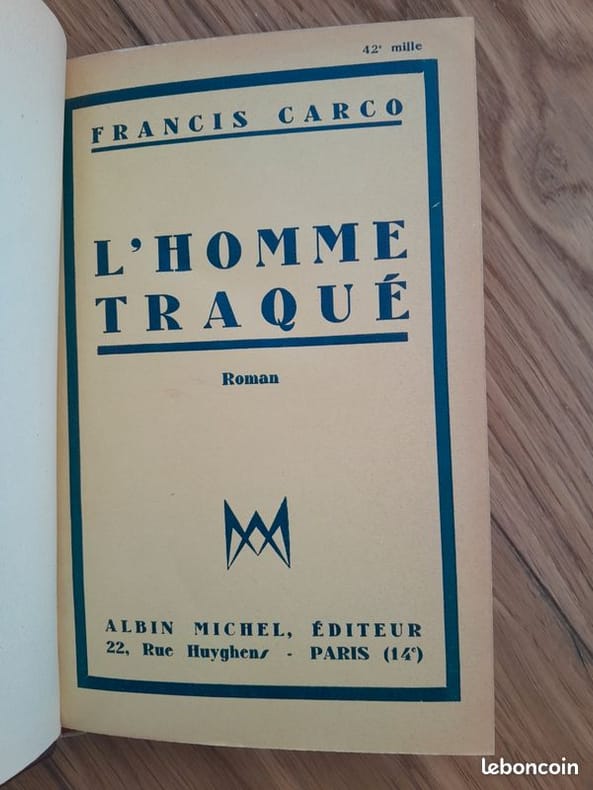 42e mille
FRANCIS CARCO
L'HOMME
TRAQUÉ
Roman
ALBIN MICHEL, ÉDITEUR
22, Rue Huyghens - PARIS (14e)
leboncoin